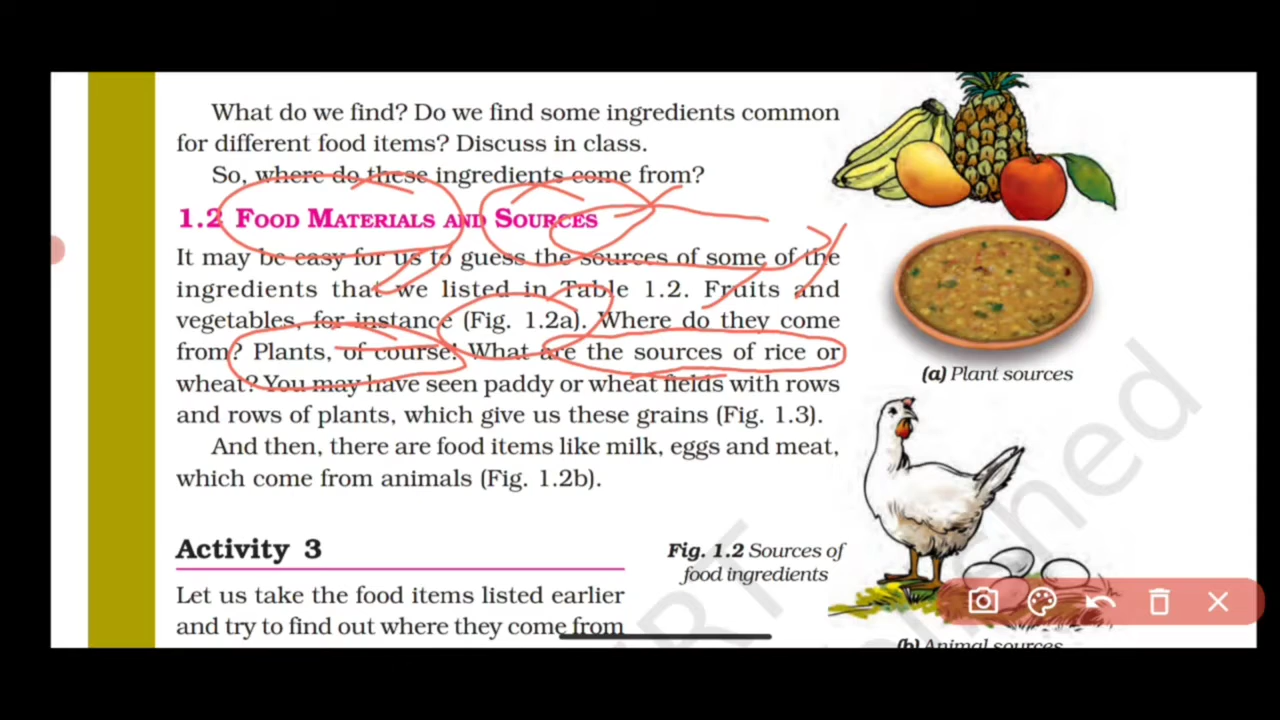 What do we find? Do we find some ingredients common
for different food items? Discuss in class.
So, where do these ingredients come from?
1.2 FOOD MATERIALS AND SOURCES
It may be easy for us to guess the sources of some of the
ingredients that we listed in Table 1.2. Fruits and
vegetables, for instance (Fig. 1.2a). Where do they come
from? Plants, of course! What are the sources of rice or
wheat? You may have seen paddy or wheat fields with rows
and rows of plants, which give us these grains (Fig. 1.3).
And then, there are food items like milk, eggs and meat,
which come from animals (Fig. 1.2b).
(a) Plant sources
Activity 3
Let us take the food items listed earlier
and try to find out where they come from
Fig. 1.2 Sources of
food ingredients
(b) Animal sources